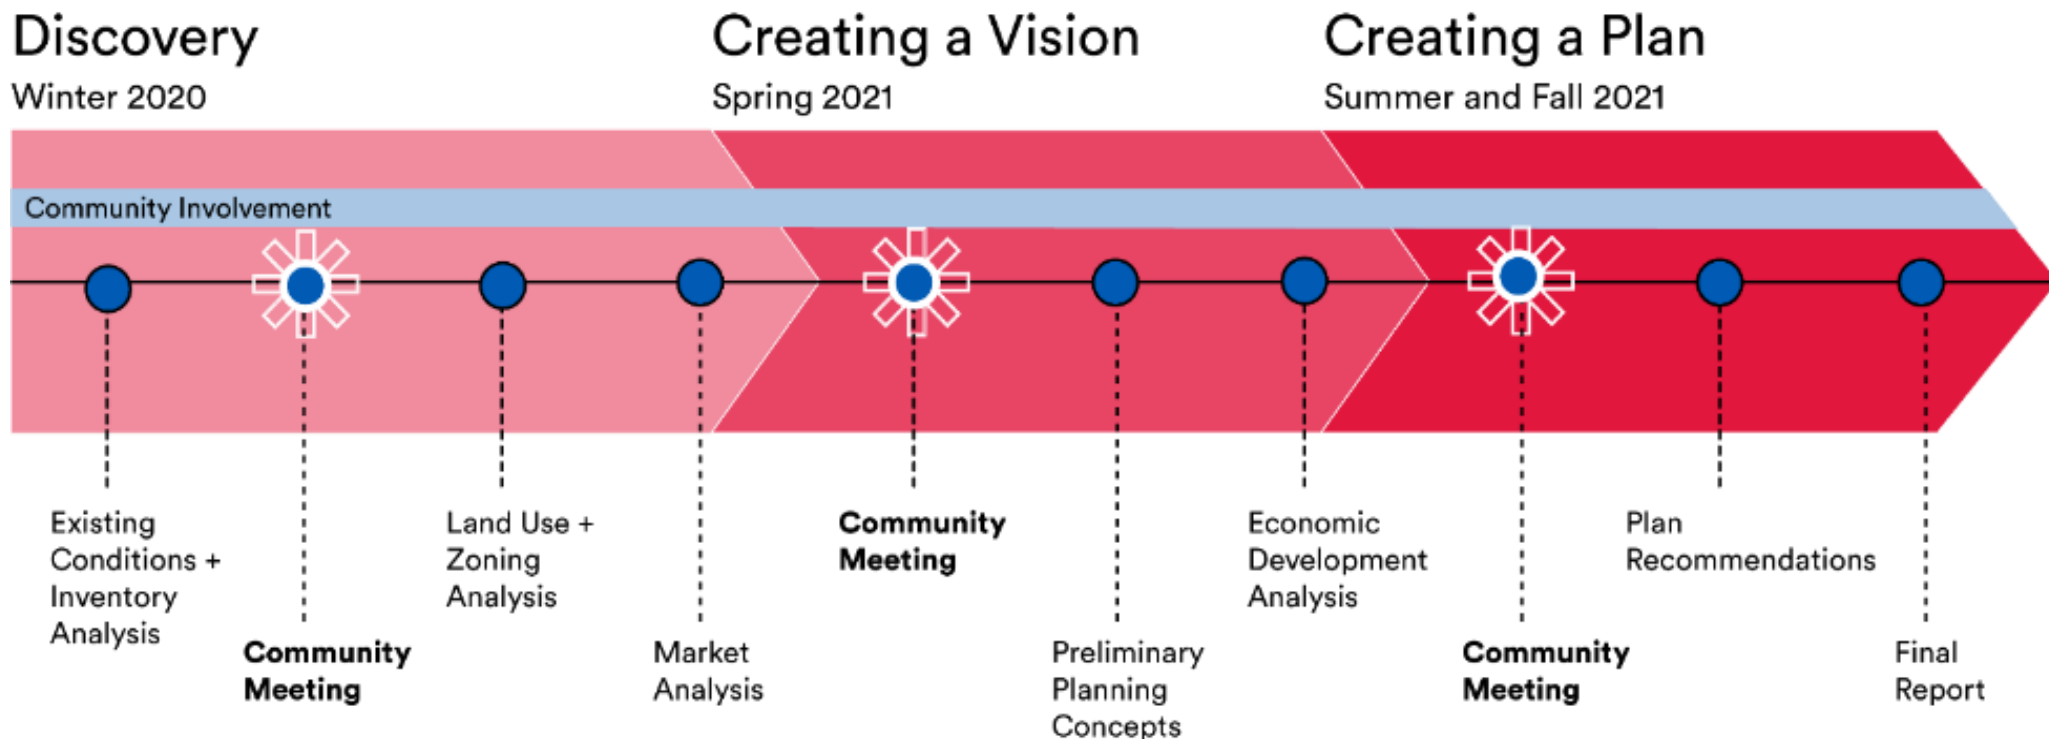 Discovery
Winter 2020
Creating a Vision
Spring 2021
Creating a Plan
Summer and Fall 2021
Community Involvement
Existing
Conditions +
Inventory
Analysis
Community
Meeting
Land Use +
Zoning
Analysis
Market
Analysis
Community
Meeting
Preliminary
Planning
Concepts
Economic
Development
Analysis
Community
Meeting
Plan
Recommendations
Final
Report